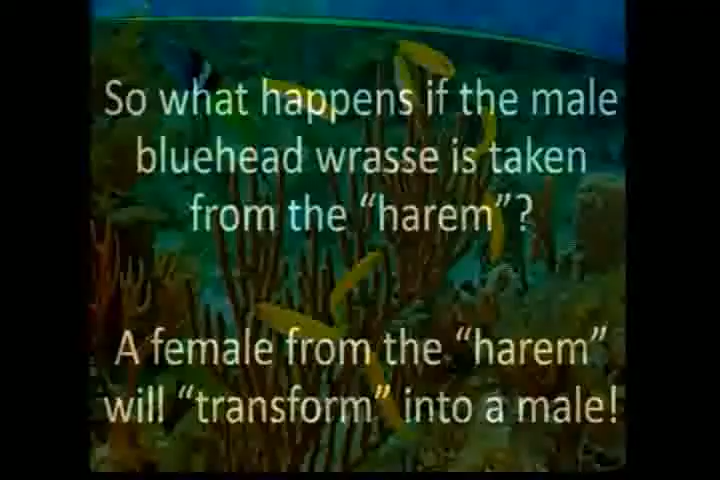 So what happens if the male
bluehead wrasse is taken
from the “harem”?
A female from the “harem”
will “transform” into a male!